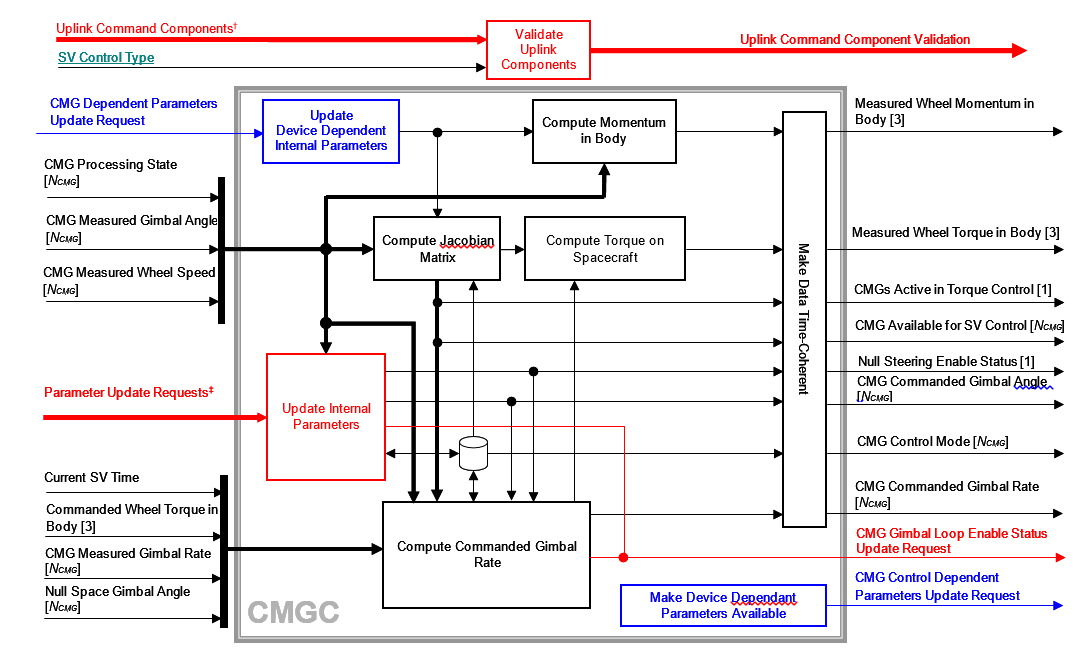 Uplink Command Components†
SV Control Type
Validate
Uplink
Components
Uplink Command Component Validation
CMG Dependent Parameters
Update Request
Update
Device Dependent
Internal Parameters
Compute Momentum
in Body
Measured Wheel Momentum in
Body [3]
CMG Processing State
[NCMG]
CMG Measured Gimbal Angle
[NCMG]
CMG Measured Wheel Speed
[NCMG]
Compute Jacobian
Matrix
Compute Torque on
Spacecraft
Make Data Time-Coherent
Measured Wheel Torque in Body [3]
CMGs Active in Torque Control [1]
CMG Available for SV Control [NCMG]
Null Steering Enable Status [1]
CMG Commanded Gimbal Angle
[NCMG]
Parameter Update Requests‡
Update Internal
Parameters
CMG Control Mode [NCMG]
CMG Commanded Gimbal Rate
[NCMG]
Current SV Time
Commanded Wheel Torque in
Body [3]
CMG Measured Gimbal Rate
[NCMG]
Null Space Gimbal Angle
[NCMG]
Compute Commanded Gimbal
Rate
CMG Gimbal Loop Enable Status
Update Request
CMG Control Dependent
Parameters Update Request
Make Device Dependant
Parameters Available
CMGC